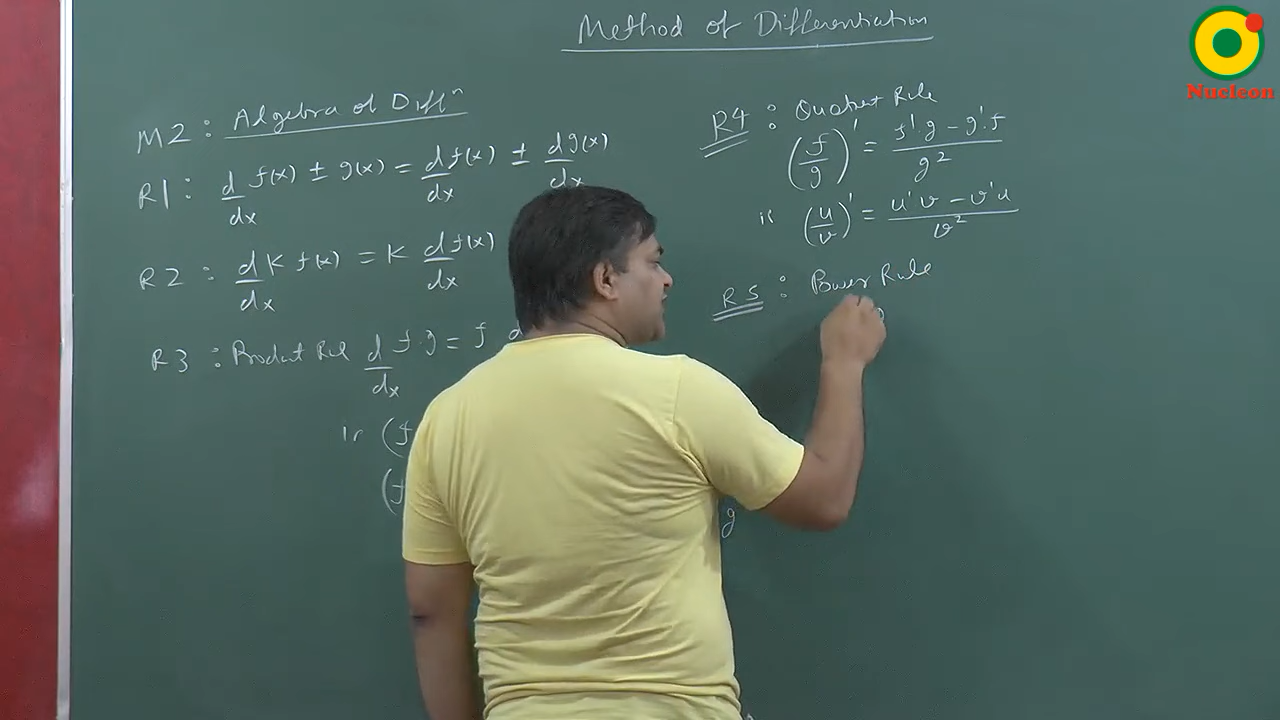 Method of Differentiation
Nucleon
M2 : Algebra of Diffⁿ
R1 : d/dx f(x) ± g(x) = d/dx f(x) ± d/dx g(x)
R2 : d/dx K f(x) = K d/dx f(x)
R3 : Product Rule d/dx f·g = f d
(f
(f
g
R4 : Quotient Rule
(f/g)' = f'·g - g'·f / g²
is (u/v)' = u'v - v'u / v²
R5 : Power Rule